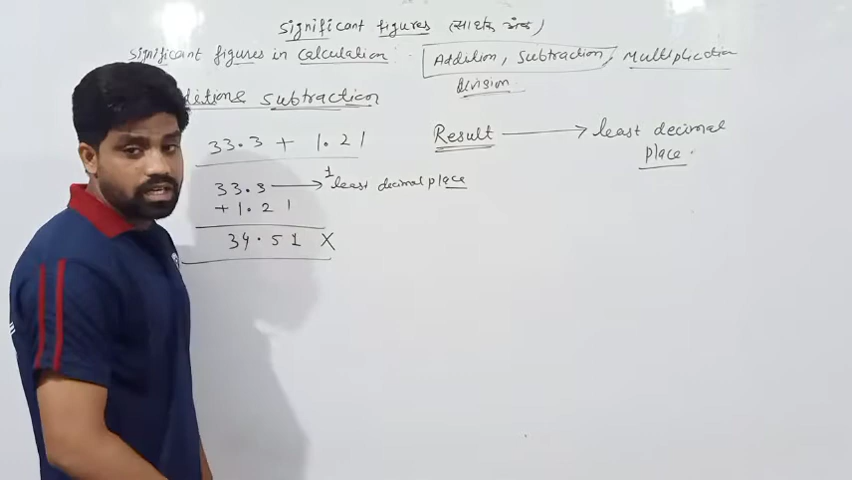 Significant figures (सार्थक अंक)
Significant figures in calculation: Addition, Subtraction, Multiplication
division
ditions Subtraction
33.3 + 1.21
Result → least decimal
place.
1
33.3 → least decimal place
+1.21
34.51 X